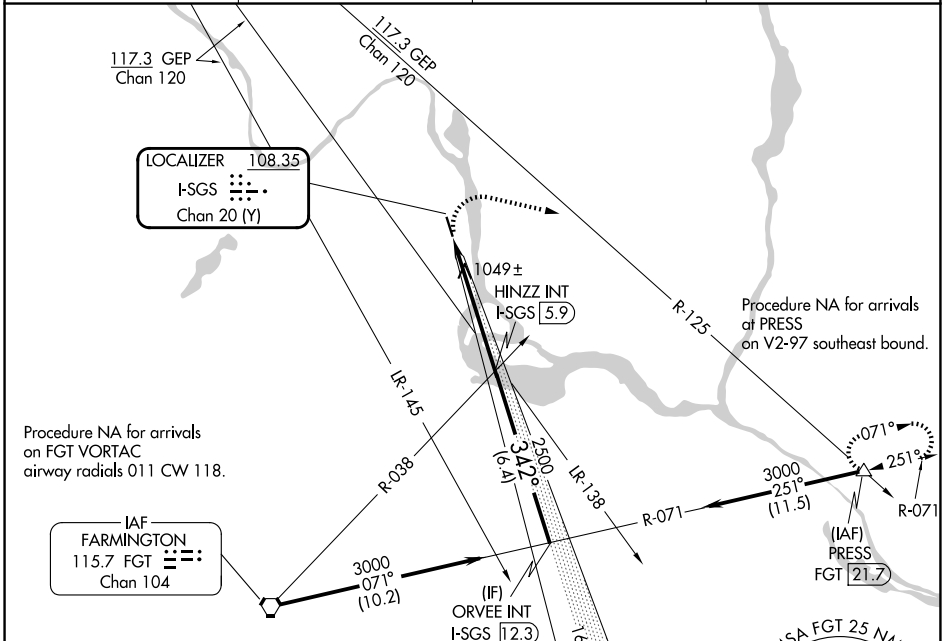 117.3 GEP
Chan 120
117.3 GEP
Chan 120
LOCALIZER 108.35
I-SGS
Chan 20 (Y)
1049 ±
HINZZ INT
I-SGS 5.9
R-125
Procedure NA for arrivals
at PRESS
on V2-97 southeast bound.
LR-145
R-038
342°
2500
(6.4)
LR-138
071°
251°
R-071
Procedure NA for arrivals
on FGT VORTAC
airway radials 011 CW 118.
3000
251°
(11.5)
R-071
IAF
FARMINGTON
115.7 FGT
Chan 104
(IAF)
PRESS
FGT 21.7
3000
071°
(10.2)
(IF)
ORVEE INT
I-SGS 12.3
SA FGT 25 N